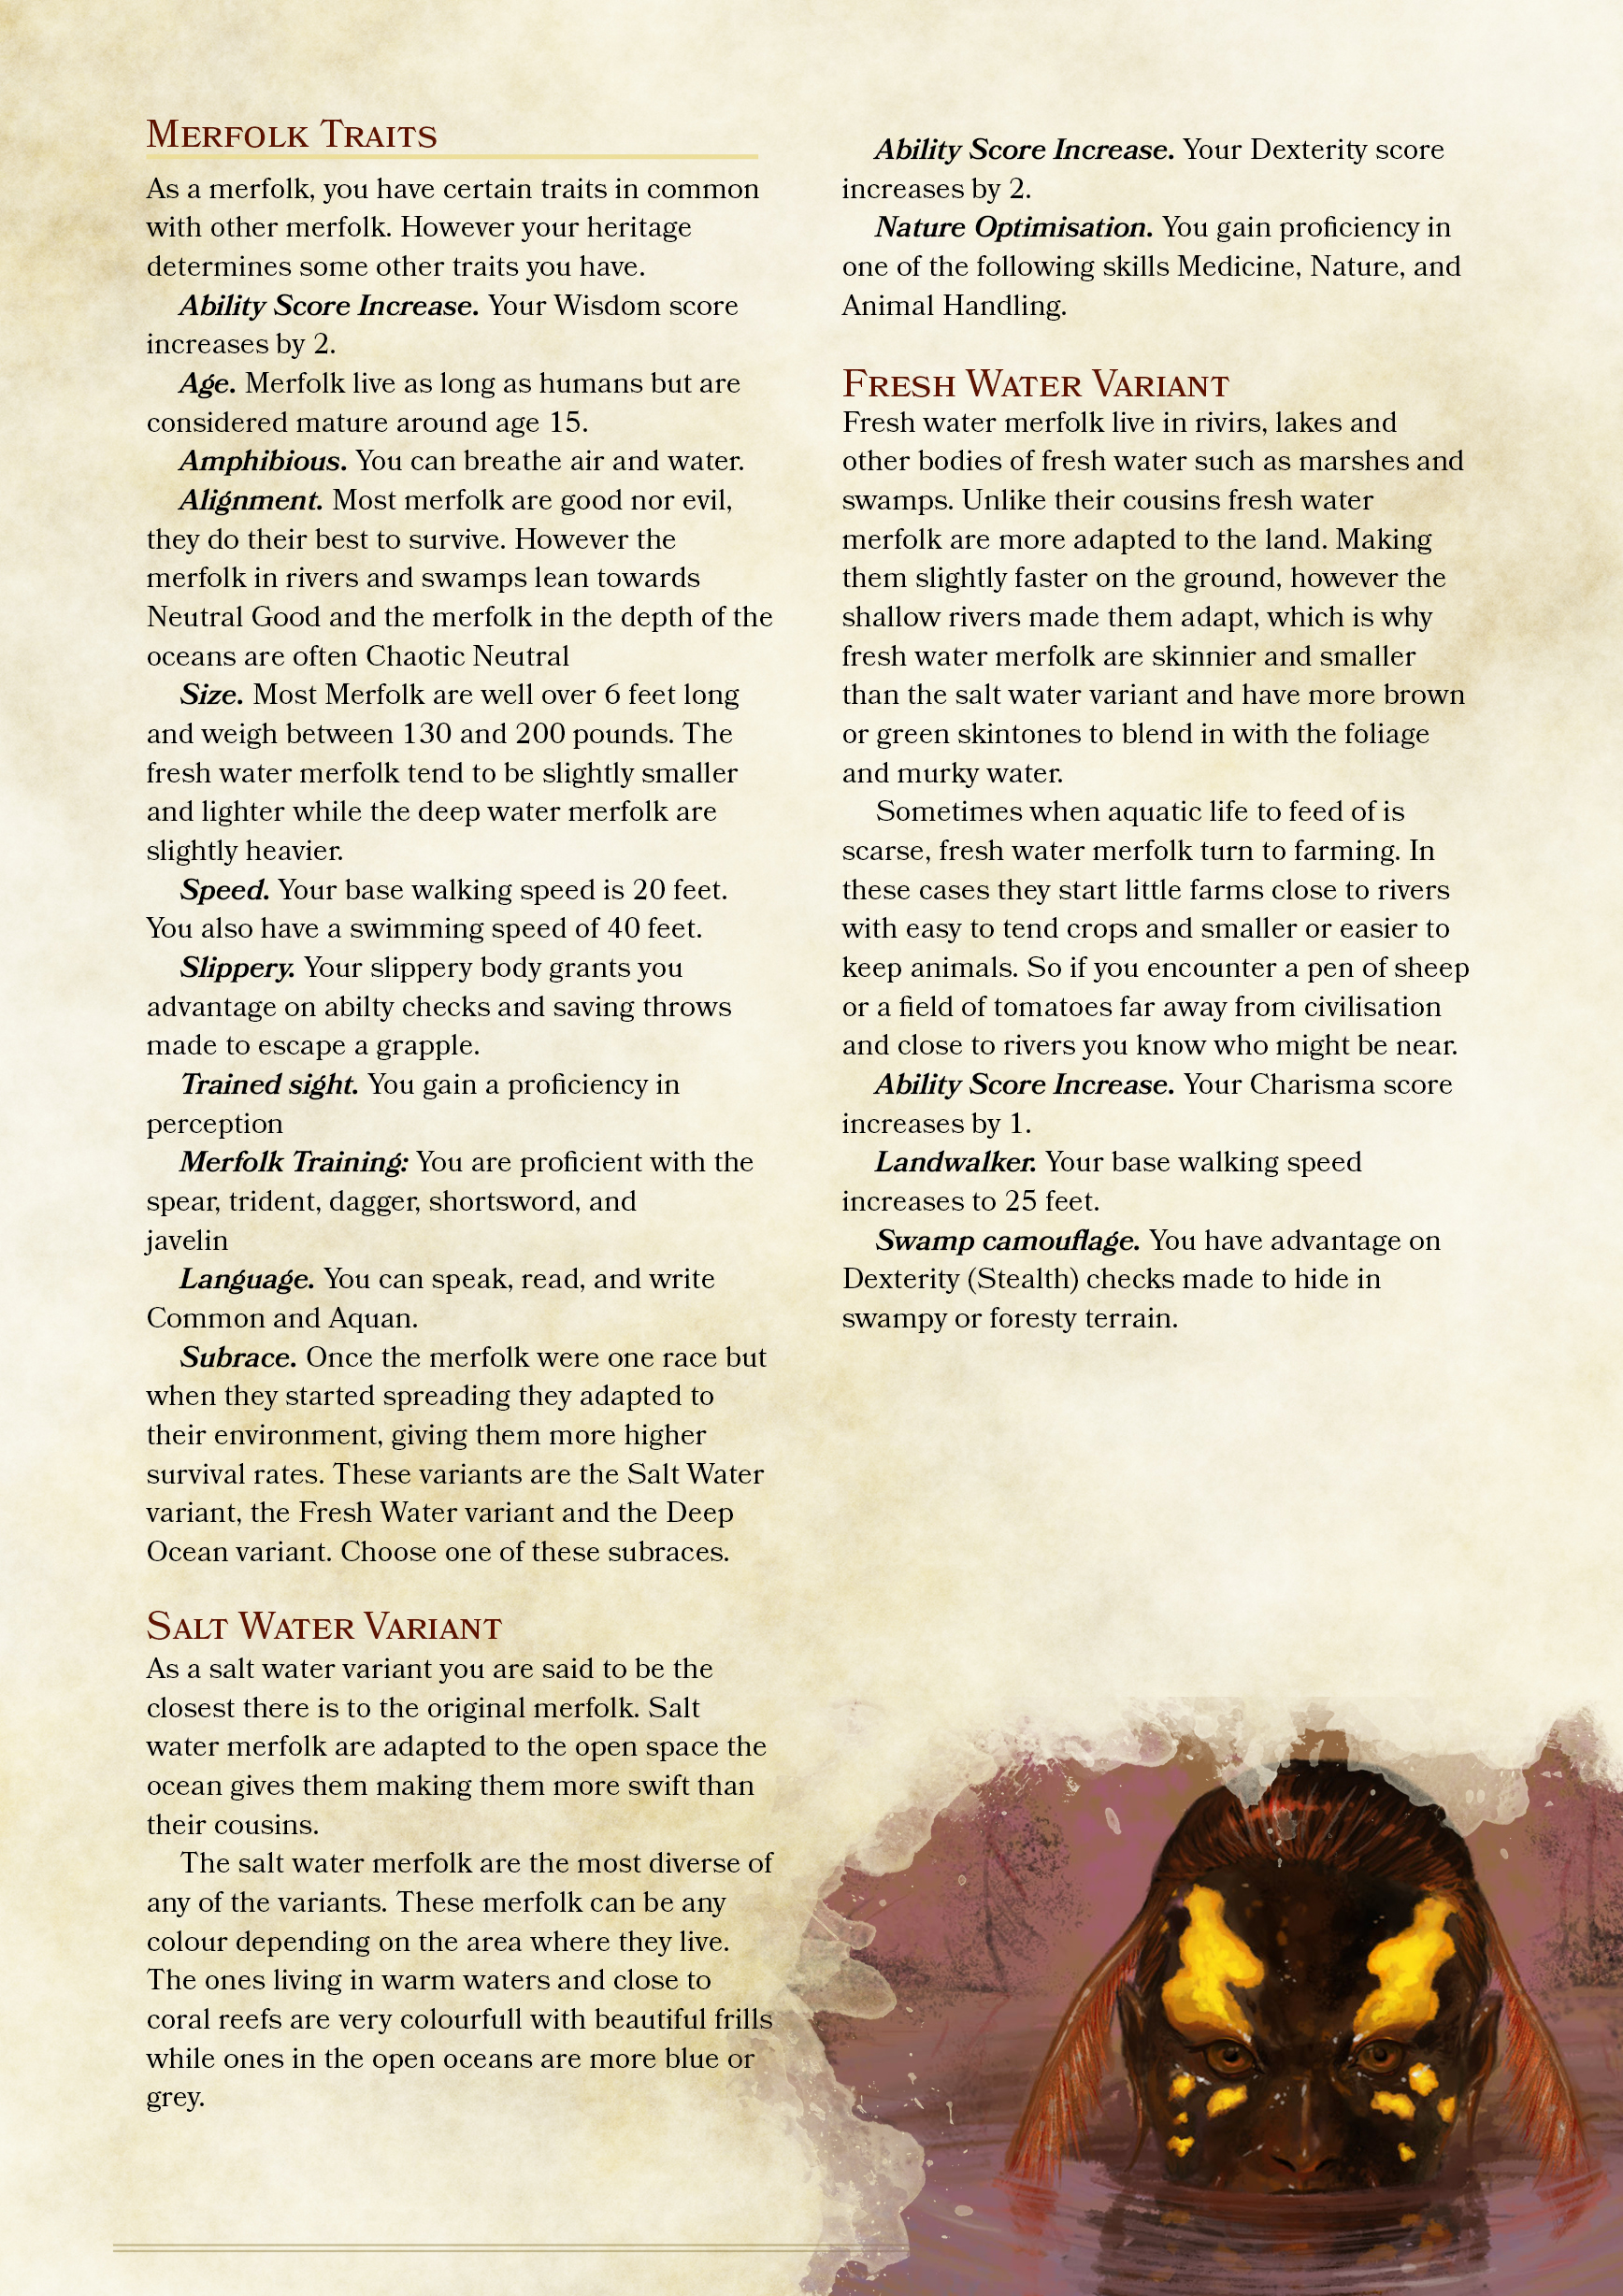 Merfolk Traits
As a merfolk, you have certain traits in common
with other merfolk. However your heritage
determines some other traits you have.
Ability Score Increase. Your Wisdom score
increases by 2.
Age. Merfolk live as long as humans but are
considered mature around age 15.
Amphibious. You can breathe air and water.
Alignment. Most merfolk are good nor evil,
they do their best to survive. However the
merfolk in rivers and swamps lean towards
Neutral Good and the merfolk in the depth of the
oceans are often Chaotic Neutral
Size. Most Merfolk are well over 6 feet long
and weigh between 130 and 200 pounds. The
fresh water merfolk tend to be slightly smaller
and lighter while the deep water merfolk are
slightly heavier.
Speed. Your base walking speed is 20 feet.
You also have a swimming speed of 40 feet.
Slippery. Your slippery body grants you
advantage on abilty checks and saving throws
made to escape a grapple.
Trained sight. You gain a proficiency in
perception
Merfolk Training: You are proficient with the
spear, trident, dagger, shortsword, and
javelin
Language. You can speak, read, and write
Common and Aquan.
Subrace. Once the merfolk were one race but
when they started spreading they adapted to
their environment, giving them more higher
survival rates. These variants are the Salt Water
variant, the Fresh Water variant and the Deep
Ocean variant. Choose one of these subraces.
Salt Water Variant
As a salt water variant you are said to be the
closest there is to the original merfolk. Salt
water merfolk are adapted to the open space the
ocean gives them making them more swift than
their cousins.
The salt water merfolk are the most diverse of
any of the variants. These merfolk can be any
colour depending on the area where they live.
The ones living in warm waters and close to
coral reefs are very colourfull with beautiful frills
while ones in the open oceans are more blue or
grey.
Ability Score Increase. Your Dexterity score
increases by 2.
Nature Optimisation. You gain proficiency in
one of the following skills Medicine, Nature, and
Animal Handling.
Fresh Water Variant
Fresh water merfolk live in rivirs, lakes and
other bodies of fresh water such as marshes and
swamps. Unlike their cousins fresh water
merfolk are more adapted to the land. Making
them slightly faster on the ground, however the
shallow rivers made them adapt, which is why
fresh water merfolk are skinnier and smaller
than the salt water variant and have more brown
or green skintones to blend in with the foliage
and murky water.
Sometimes when aquatic life to feed of is
scarse, fresh water merfolk turn to farming. In
these cases they start little farms close to rivers
with easy to tend crops and smaller or easier to
keep animals. So if you encounter a pen of sheep
or a field of tomatoes far away from civilisation
and close to rivers you know who might be near.
Ability Score Increase. Your Charisma score
increases by 1.
Landwalker. Your base walking speed
increases to 25 feet.
Swamp camouflage. You have advantage on
Dexterity (Stealth) checks made to hide in
swampy or foresty terrain.